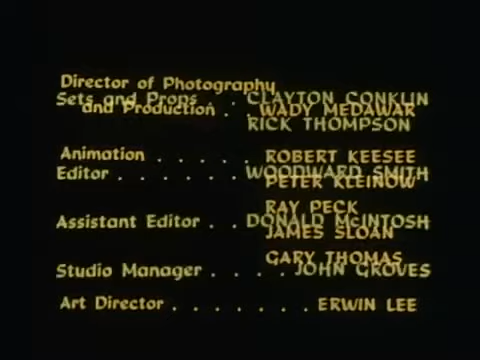 Director of Photography
Sets and Props . . CLAYTON CONKLIN
and Production . . WADY MEDAWAR
RICK THOMPSON
Animation . . . . . ROBERT KEESEE
Editor . . . . . . WOODWARD SMITH
PETER KLEINOW
RAY PECK
Assistant Editor . . DONALD McINTOSH
JAMES SLOAN
GARY THOMAS
Studio Manager . . . . JOHN GROVES
Art Director . . . . . . . ERWIN LEE